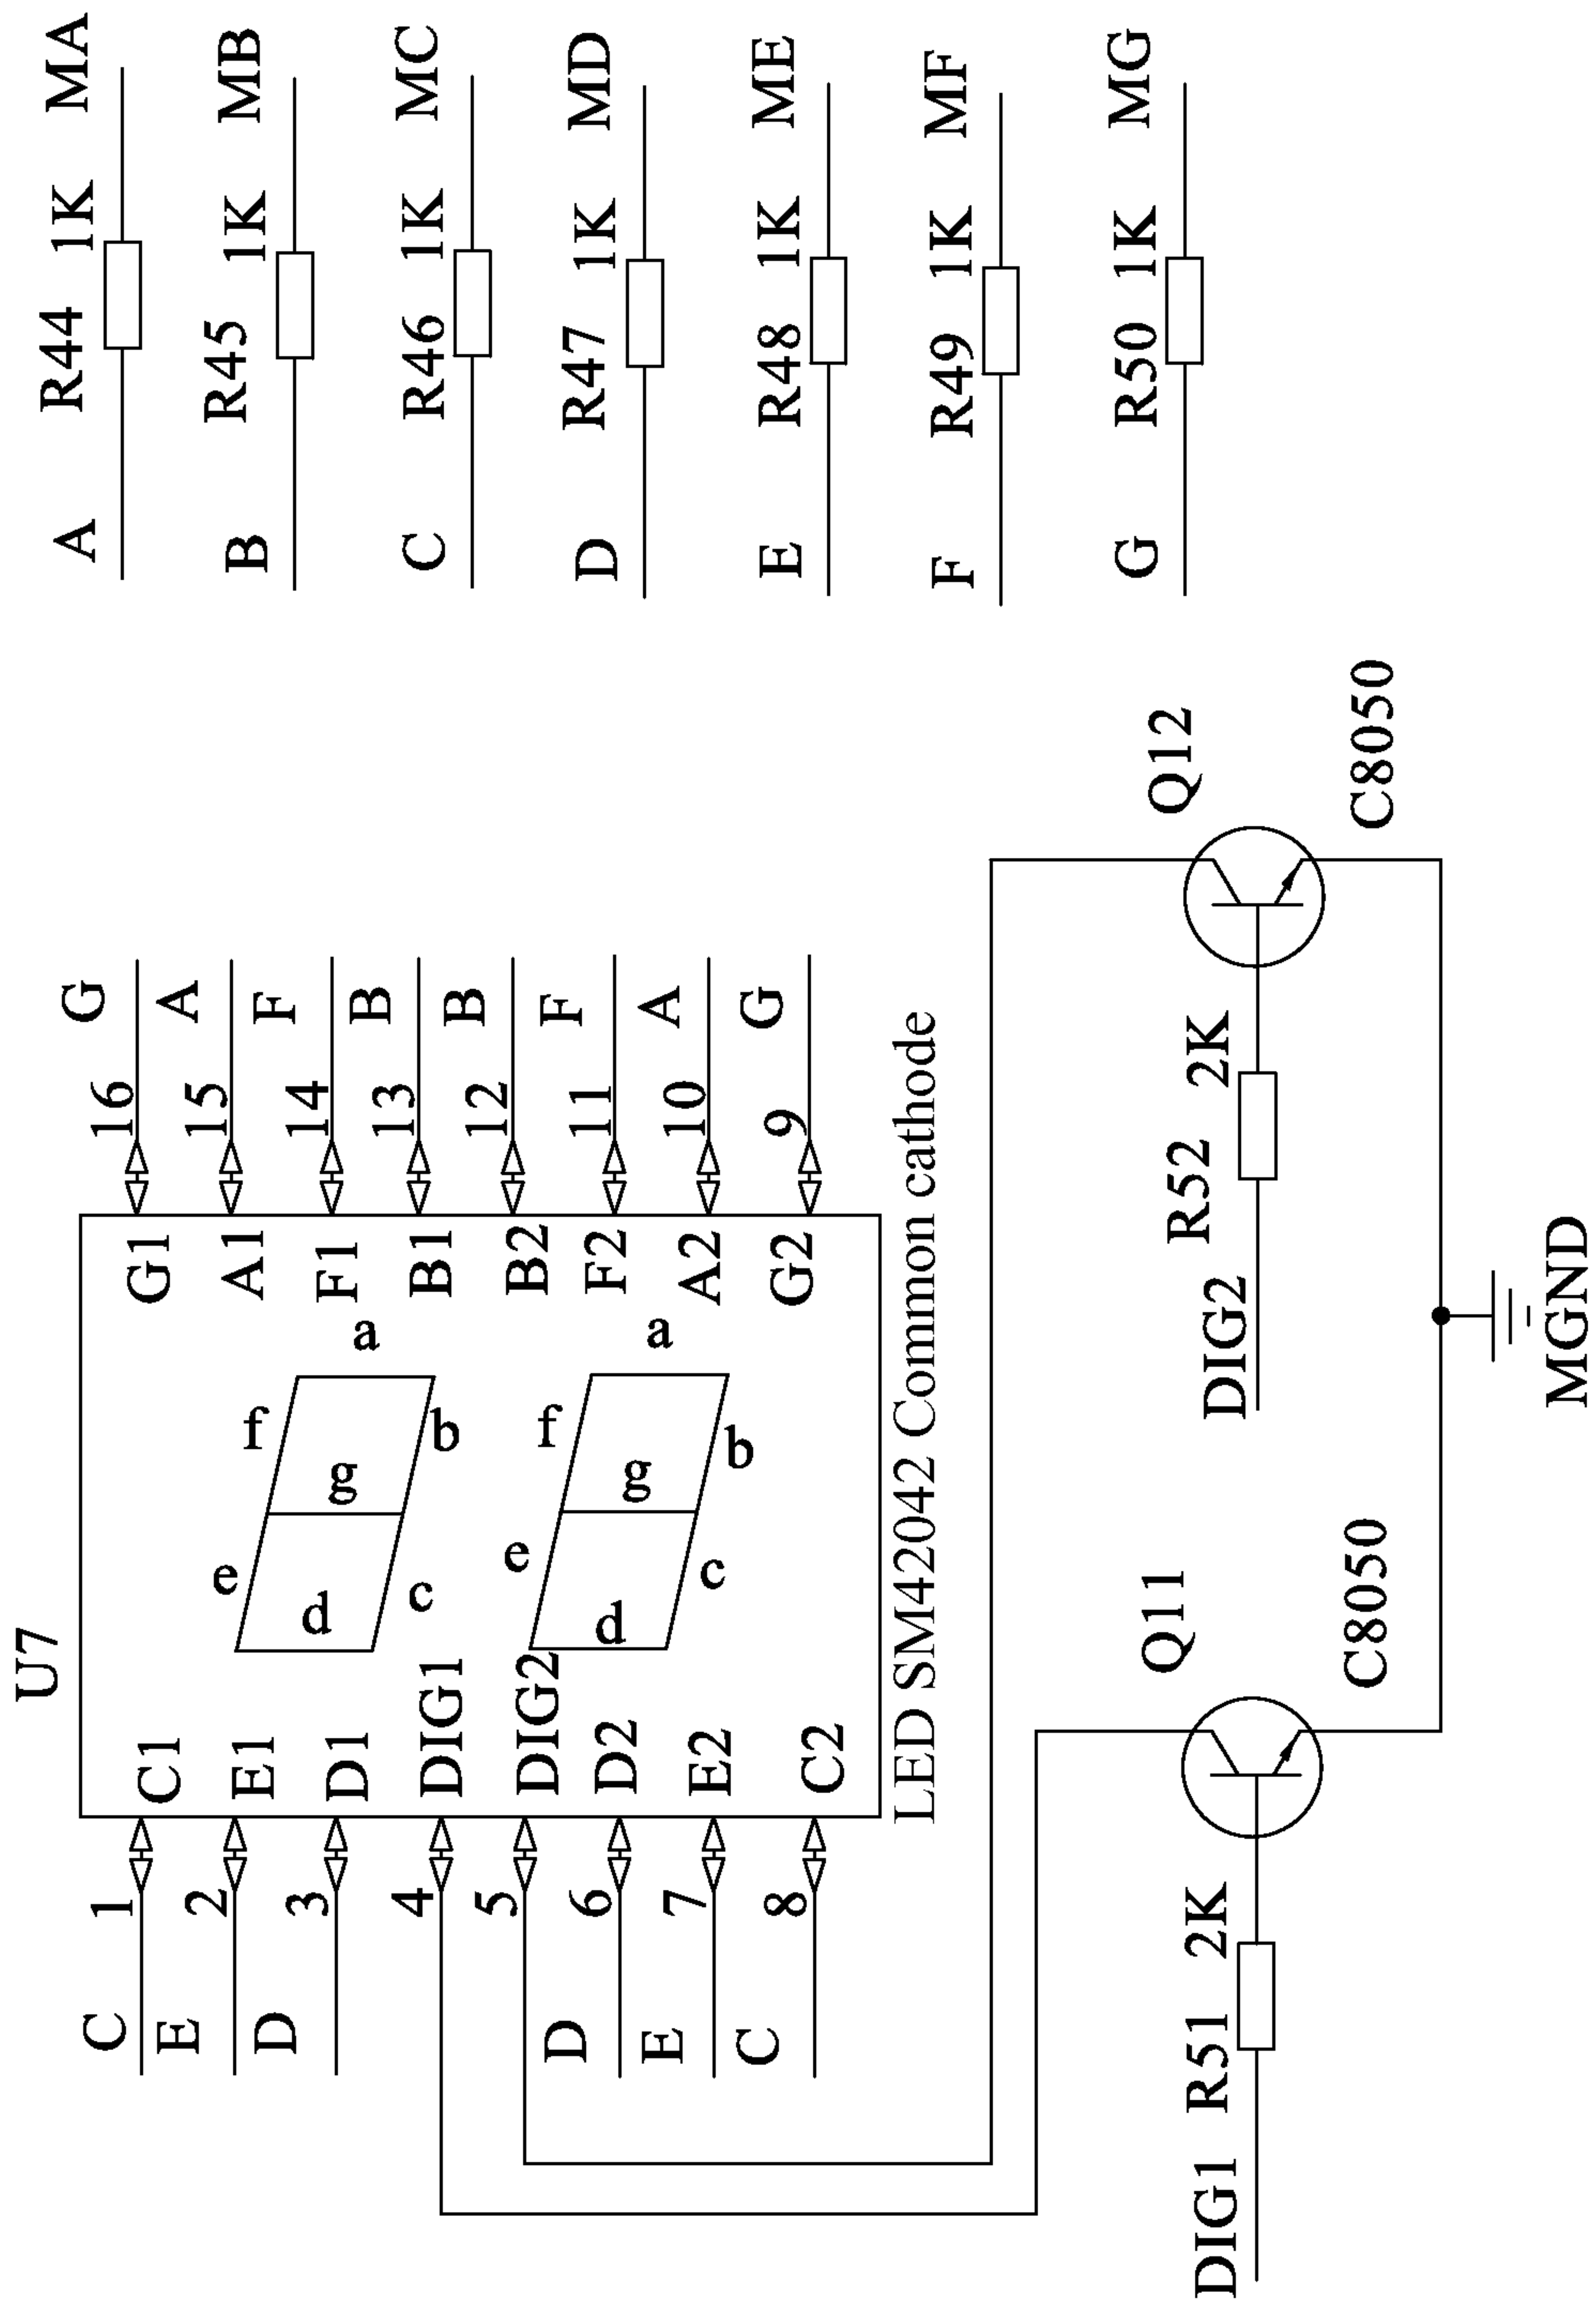 U7
C 1 C1
E 2 E1
D 3 D1
4 DIG1
5 DIG2
D 6 D2
E 7 E2
C 8 C2
f a b g e d c
f a b g e d c
G1 16 G
A1 15 A
F1 14 F
B1 13 B
B2 12 B
F2 11 F
A2 10 A
G2 9 G
LED SM42042 Common cathode
A R44 1K MA
B R45 1K MB
C R46 1K MC
D R47 1K MD
E R48 1K ME
F R49 1K MF
G R50 1K MG
DIG1 R51 2K
Q11
C8050
DIG2 R52 2K
Q12
C8050
MGND